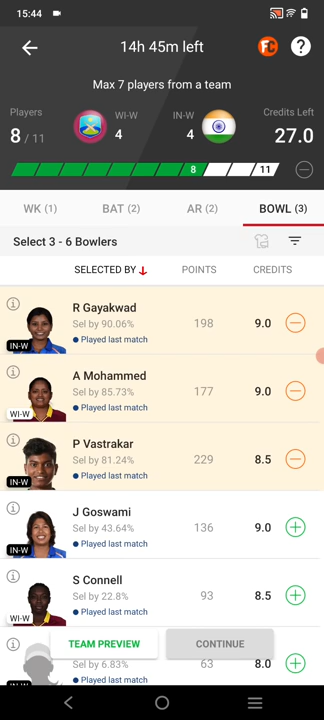 15:44
14h 45m left
FC
?
Max 7 players from a team
Players
WI-W
IN-W
Credits Left
8 / 11
4
4
27.0
8
11
WK (1)
BAT (2)
AR (2)
BOWL (3)
Select 3 - 6 Bowlers
SELECTED BY
POINTS
CREDITS
R Gayakwad
Sel by 90.06%
198
9.0
Played last match
IN-W
A Mohammed
Sel by 85.73%
177
9.0
Played last match
WI-W
P Vastrakar
Sel by 81.24%
229
8.5
Played last match
IN-W
J Goswami
Sel by 43.64%
136
9.0
Played last match
IN-W
S Connell
Sel by 22.8%
93
8.5
Played last match
WI-W
TEAM PREVIEW
CONTINUE
Sel by 6.83%
63
8.0
Played last match